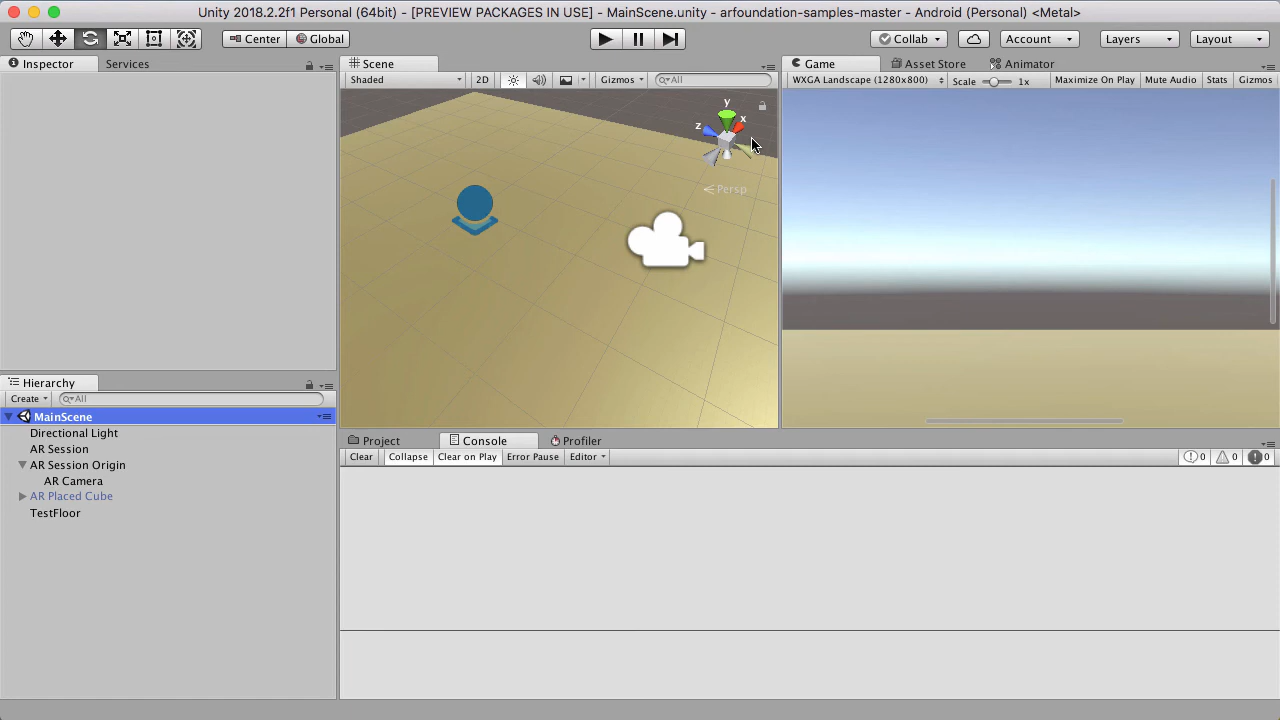 Unity 2018.2.2f1 Personal (64bit) - [PREVIEW PACKAGES IN USE] - MainScene.unity - arroundation-samples-master - Android (Personal) <Metal>
Center Global Collab Account Layers Layout
Inspector Services
Scene
Game Asset Store Animator
Shaded 2D Gizmos All
WXGA Landscape (1280x800) Scale 1x Maximize On Play Mute Audio Stats Gizmos
y
x
z
Persp
Hierarchy
Create All
MainScene
Directional Light
AR Session
AR Session Origin
AR Camera
AR Placed Cube
TestFloor
Project Console Profiler
Clear Collapse Clear on Play Error Pause Editor 0 0 0